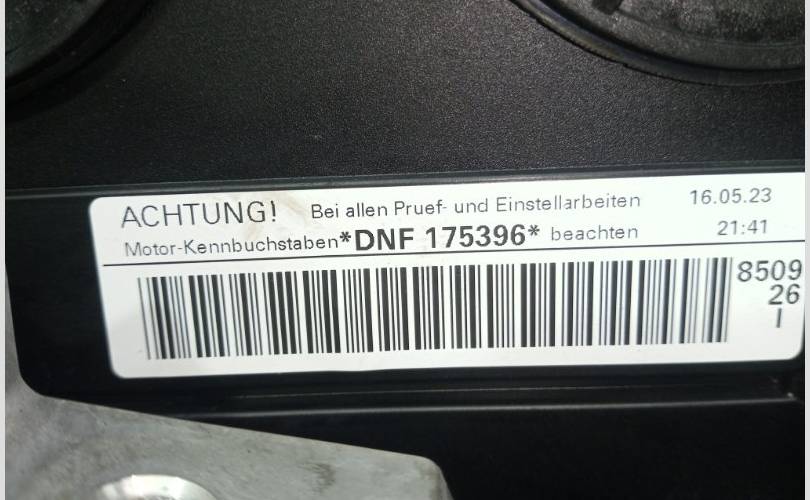 ACHTUNG! Bei allen Pruef- und Einstellarbeiten 16.05.23
Motor-Kennbuchstaben*DNF 175396* beachten 21:41
8509
26
I